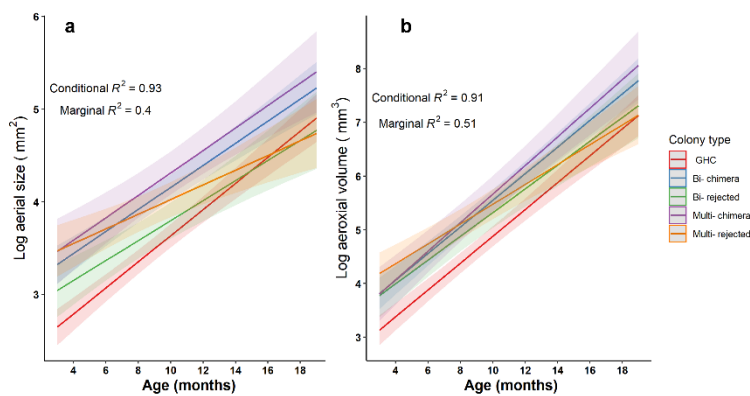 a
Conditional R² = 0.93
Marginal R² = 0.4
Log aerial size ( mm²)
6
5
4
3
4 6 8 10 12 14 16 18
Age (months)
b
Conditional R² = 0.91
Marginal R² = 0.51
Log aeroxial volume ( mm³)
8
7
6
5
4
3
4 6 8 10 12 14 16 18
Age (months)
Colony type
GHC
Bi- chimera
Bi- rejected
Multi- chimera
Multi- rejected